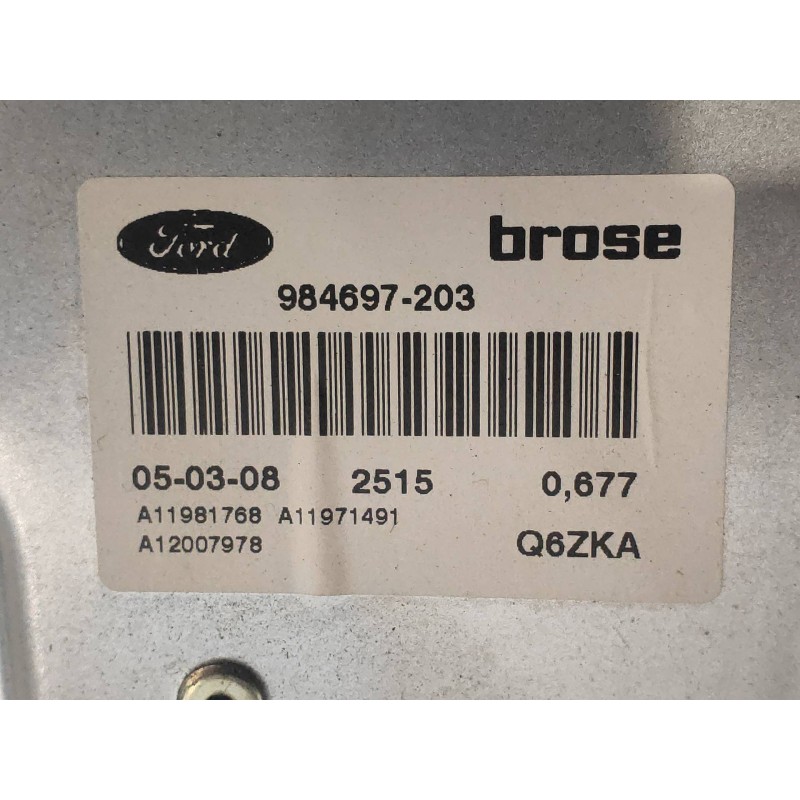 Ford brose
984697-203
05-03-08 2515 0,677
A11981768 A11971491
A12007978 Q6ZKA